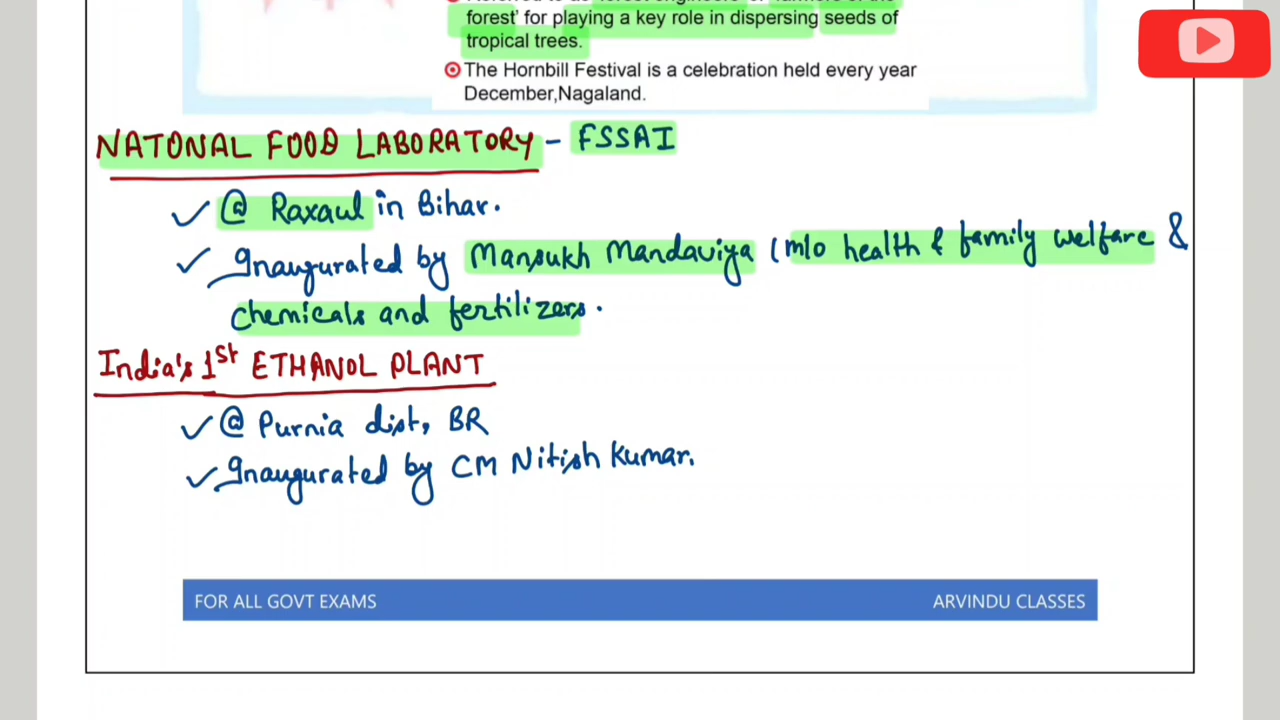 forest' for playing a key role in dispersing seeds of
tropical trees.
The Hornbill Festival is a celebration held every year
December,Nagaland.
NATONAL FOOD LABORATORY - FSSAI
✓ @ Raxaul in Bihar.
✓ Inaugurated by Mansukh Mandaviya (m/o health & family welfare &
chemicals and fertilizers.
India's 1st ETHANOL PLANT
✓ @ Purnia dist, BR
✓ Inaugurated by CM Nitish Kumar.
FOR ALL GOVT EXAMS
ARVINDU CLASSES